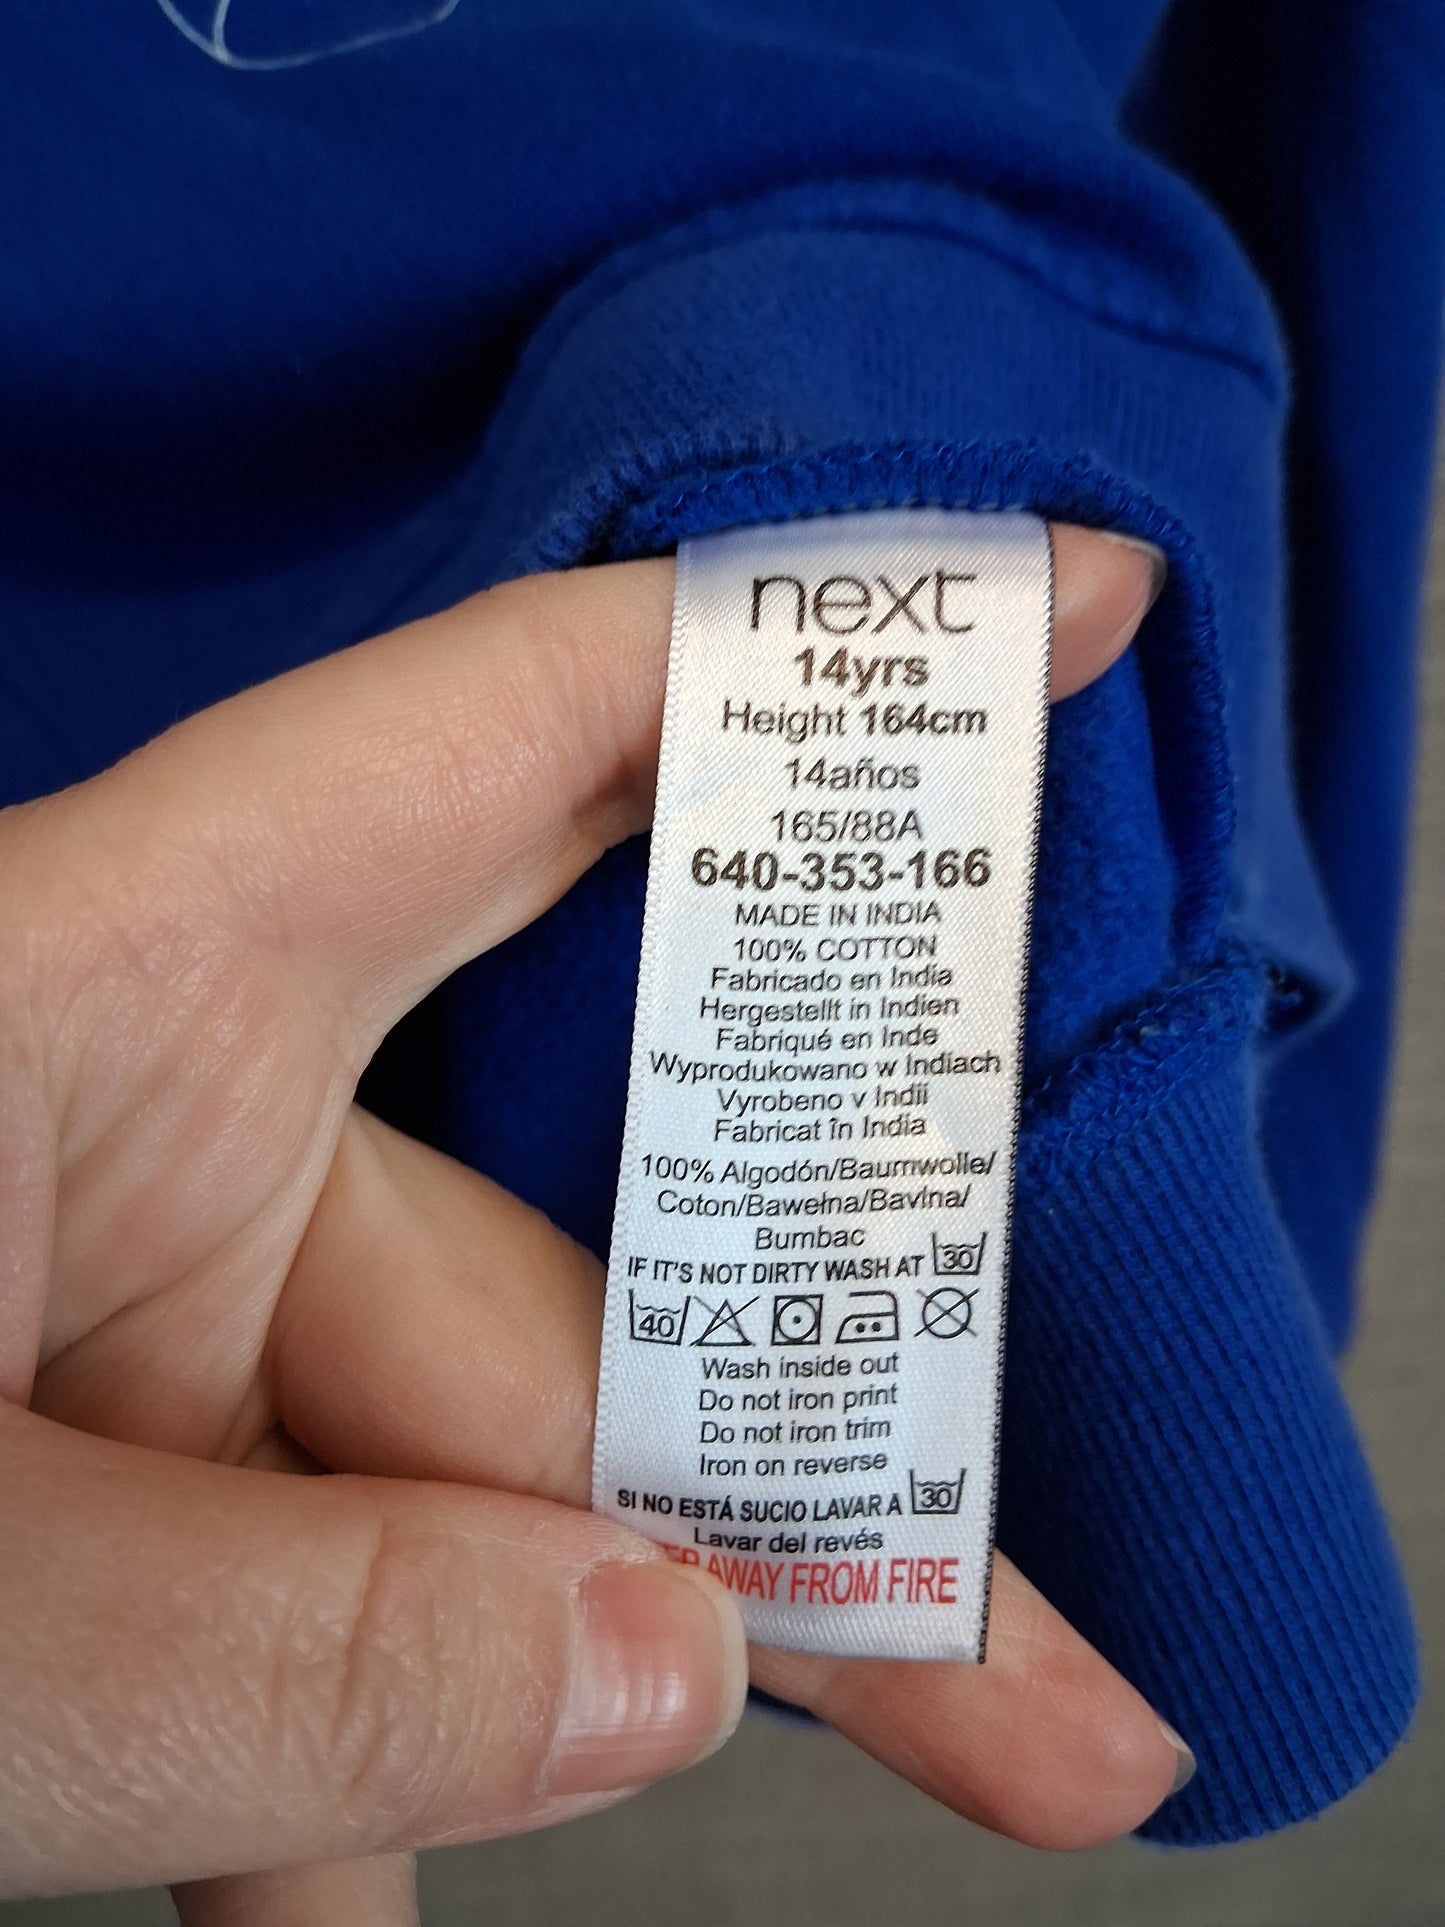 next
14yrs
Height 164cm
14años
165/88A
640-353-166
MADE IN INDIA
100% COTTON
Fabricado en India
Hergestellt in Indien
Fabriqué en Inde
Wyprodukowano w Indiach
Vyrobeno v Indii
Fabricat în India
100% Algodón/Baumwolle/
Coton/Bawełna/Bavlna/
Bumbac
IF IT'S NOT DIRTY WASH AT 30
40
Wash inside out
Do not iron print
Do not iron trim
Iron on reverse
SI NO ESTÁ SUCIO LAVAR A 30
Lavar del revés
AWAY FROM FIRE